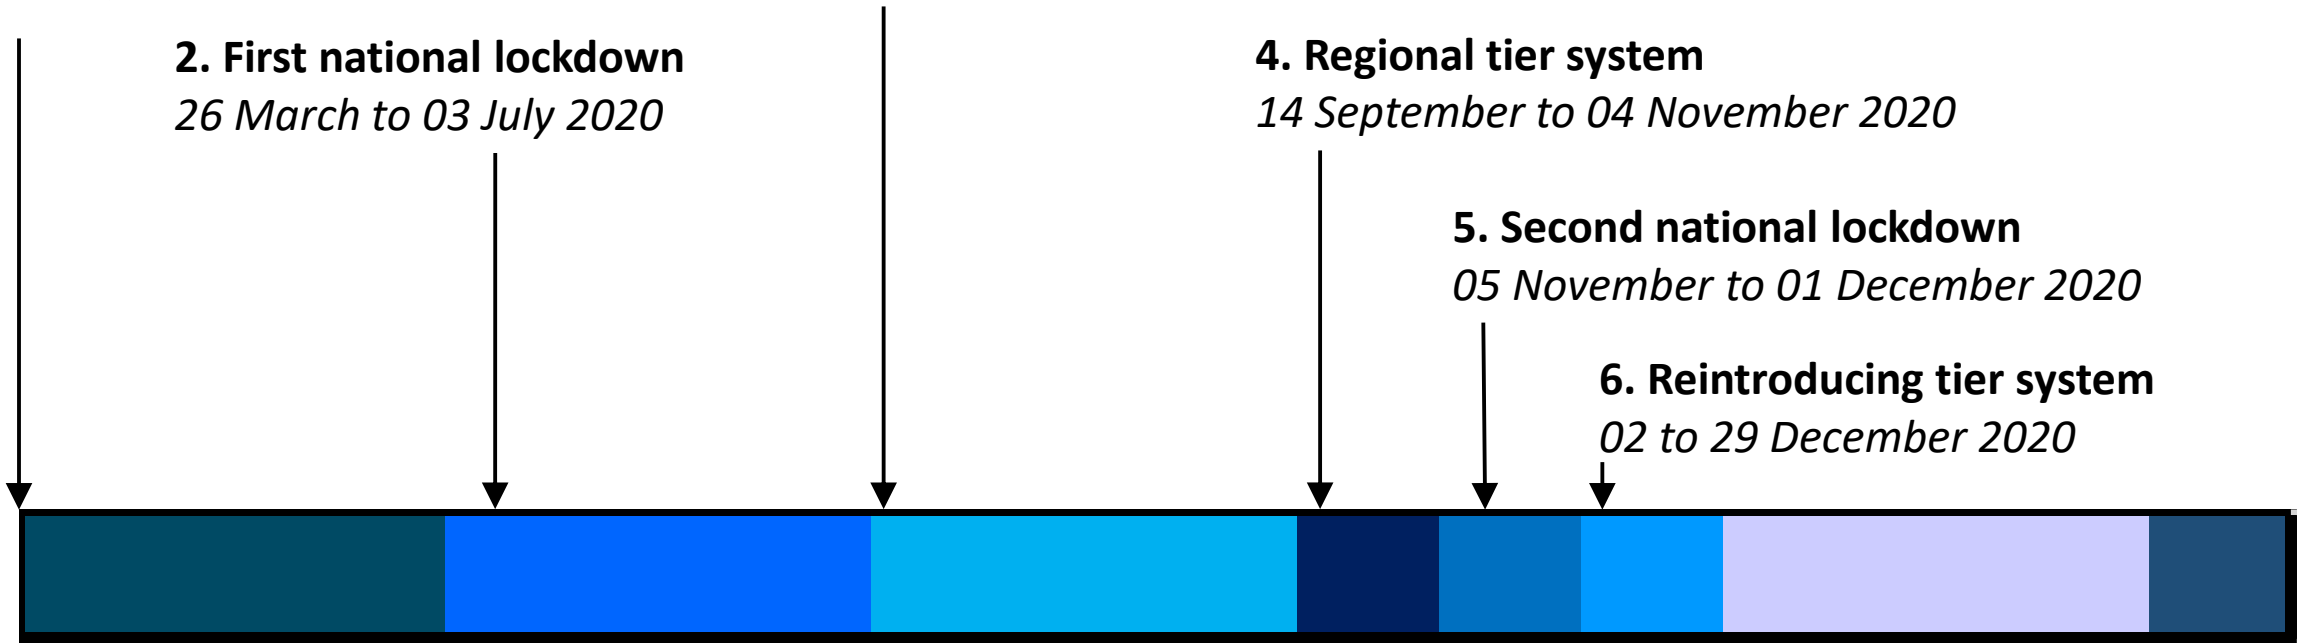 2. First national lockdown
26 March to 03 July 2020
4. Regional tier system
14 September to 04 November 2020
5. Second national lockdown
05 November to 01 December 2020
6. Reintroducing tier system
02 to 29 December 2020